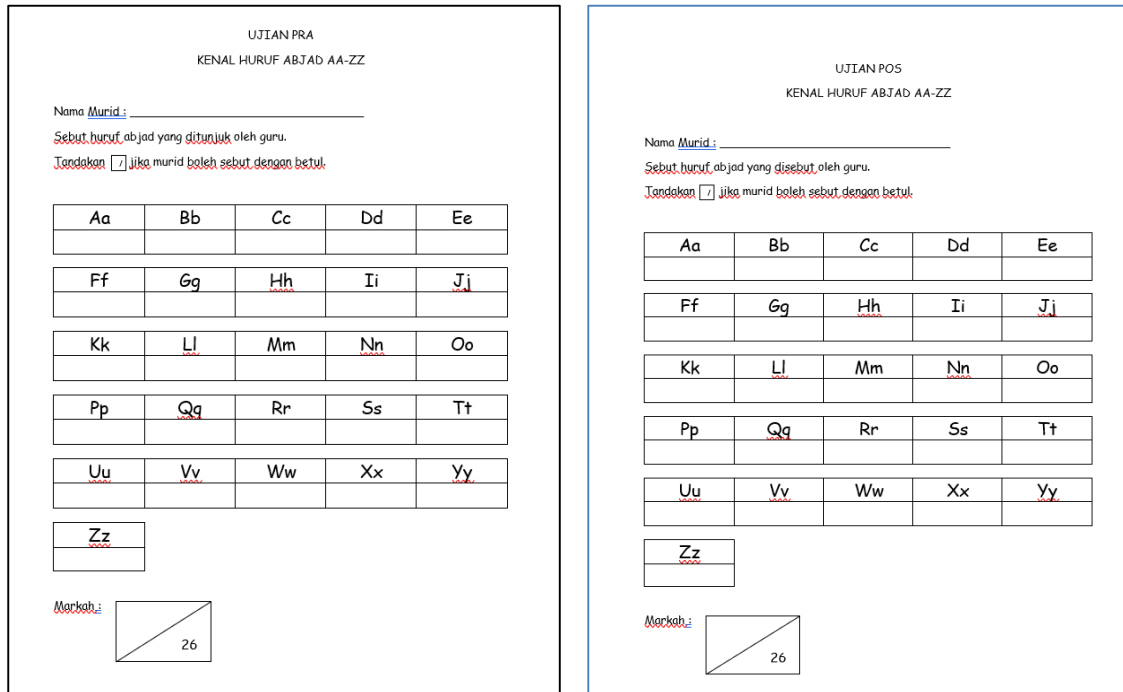 UJIAN PRA
KENAL HURUF ABJAD AA-ZZ
Nama Murid :
Sebut huruf abjad yang ditunjuk oleh guru.
Tandakan / jika murid boleh sebut dengan betul.
Aa Bb Cc Dd Ee
Ff Gg Hh Ii Jj
Kk Ll Mm Nn Oo
Pp Qq Rr Ss Tt
Uu Vv Ww Xx Yy
Zz
Markah :
26
UJIAN POS
KENAL HURUF ABJAD AA-ZZ
Nama Murid :
Sebut huruf abjad yang disebut oleh guru.
Tandakan / jika murid boleh sebut dengan betul.
Aa Bb Cc Dd Ee
Ff Gg Hh Ii Jj
Kk Ll Mm Nn Oo
Pp Qq Rr Ss Tt
Uu Vv Ww Xx Yy
Zz
Markah :
26